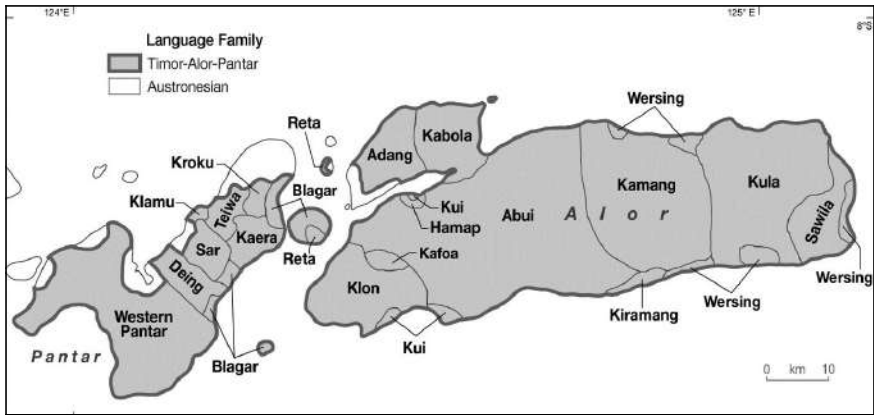 124°E
125° E
8°S
Language Family
Timor-Alor-Pantar
Austronesian
Wersing
Reta
Kabola
Adang
Kroku
Klamu
Teiwa
Blagar
Kui
Hamap
Abui
Kamang
Alor
Kula
Sawila
Sar
Kaera
Reta
Kafoa
Deing
Klon
Wersing
Wersing
Kiramang
Western
Pantar
Kui
Pantar
Blagar
0 km 10